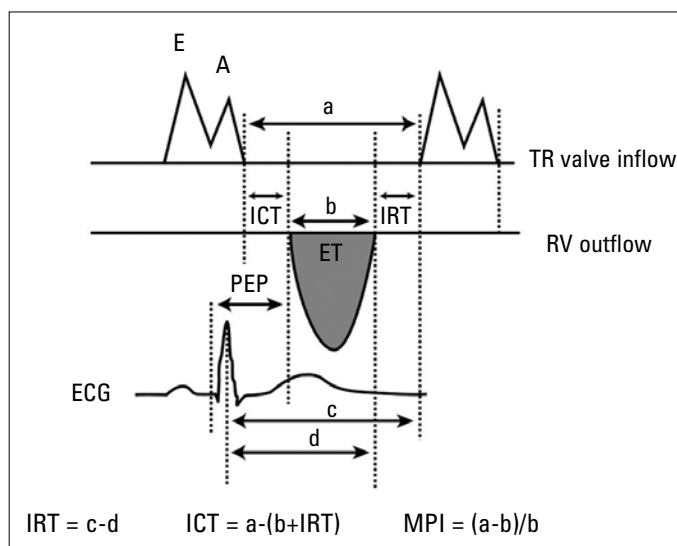 E
A
a
TR valve inflow
ICT
b
IRT
RV outflow
ET
PEP
ECG
c
d
IRT = c-d ICT = a-(b+IRT) MPI = (a-b)/b